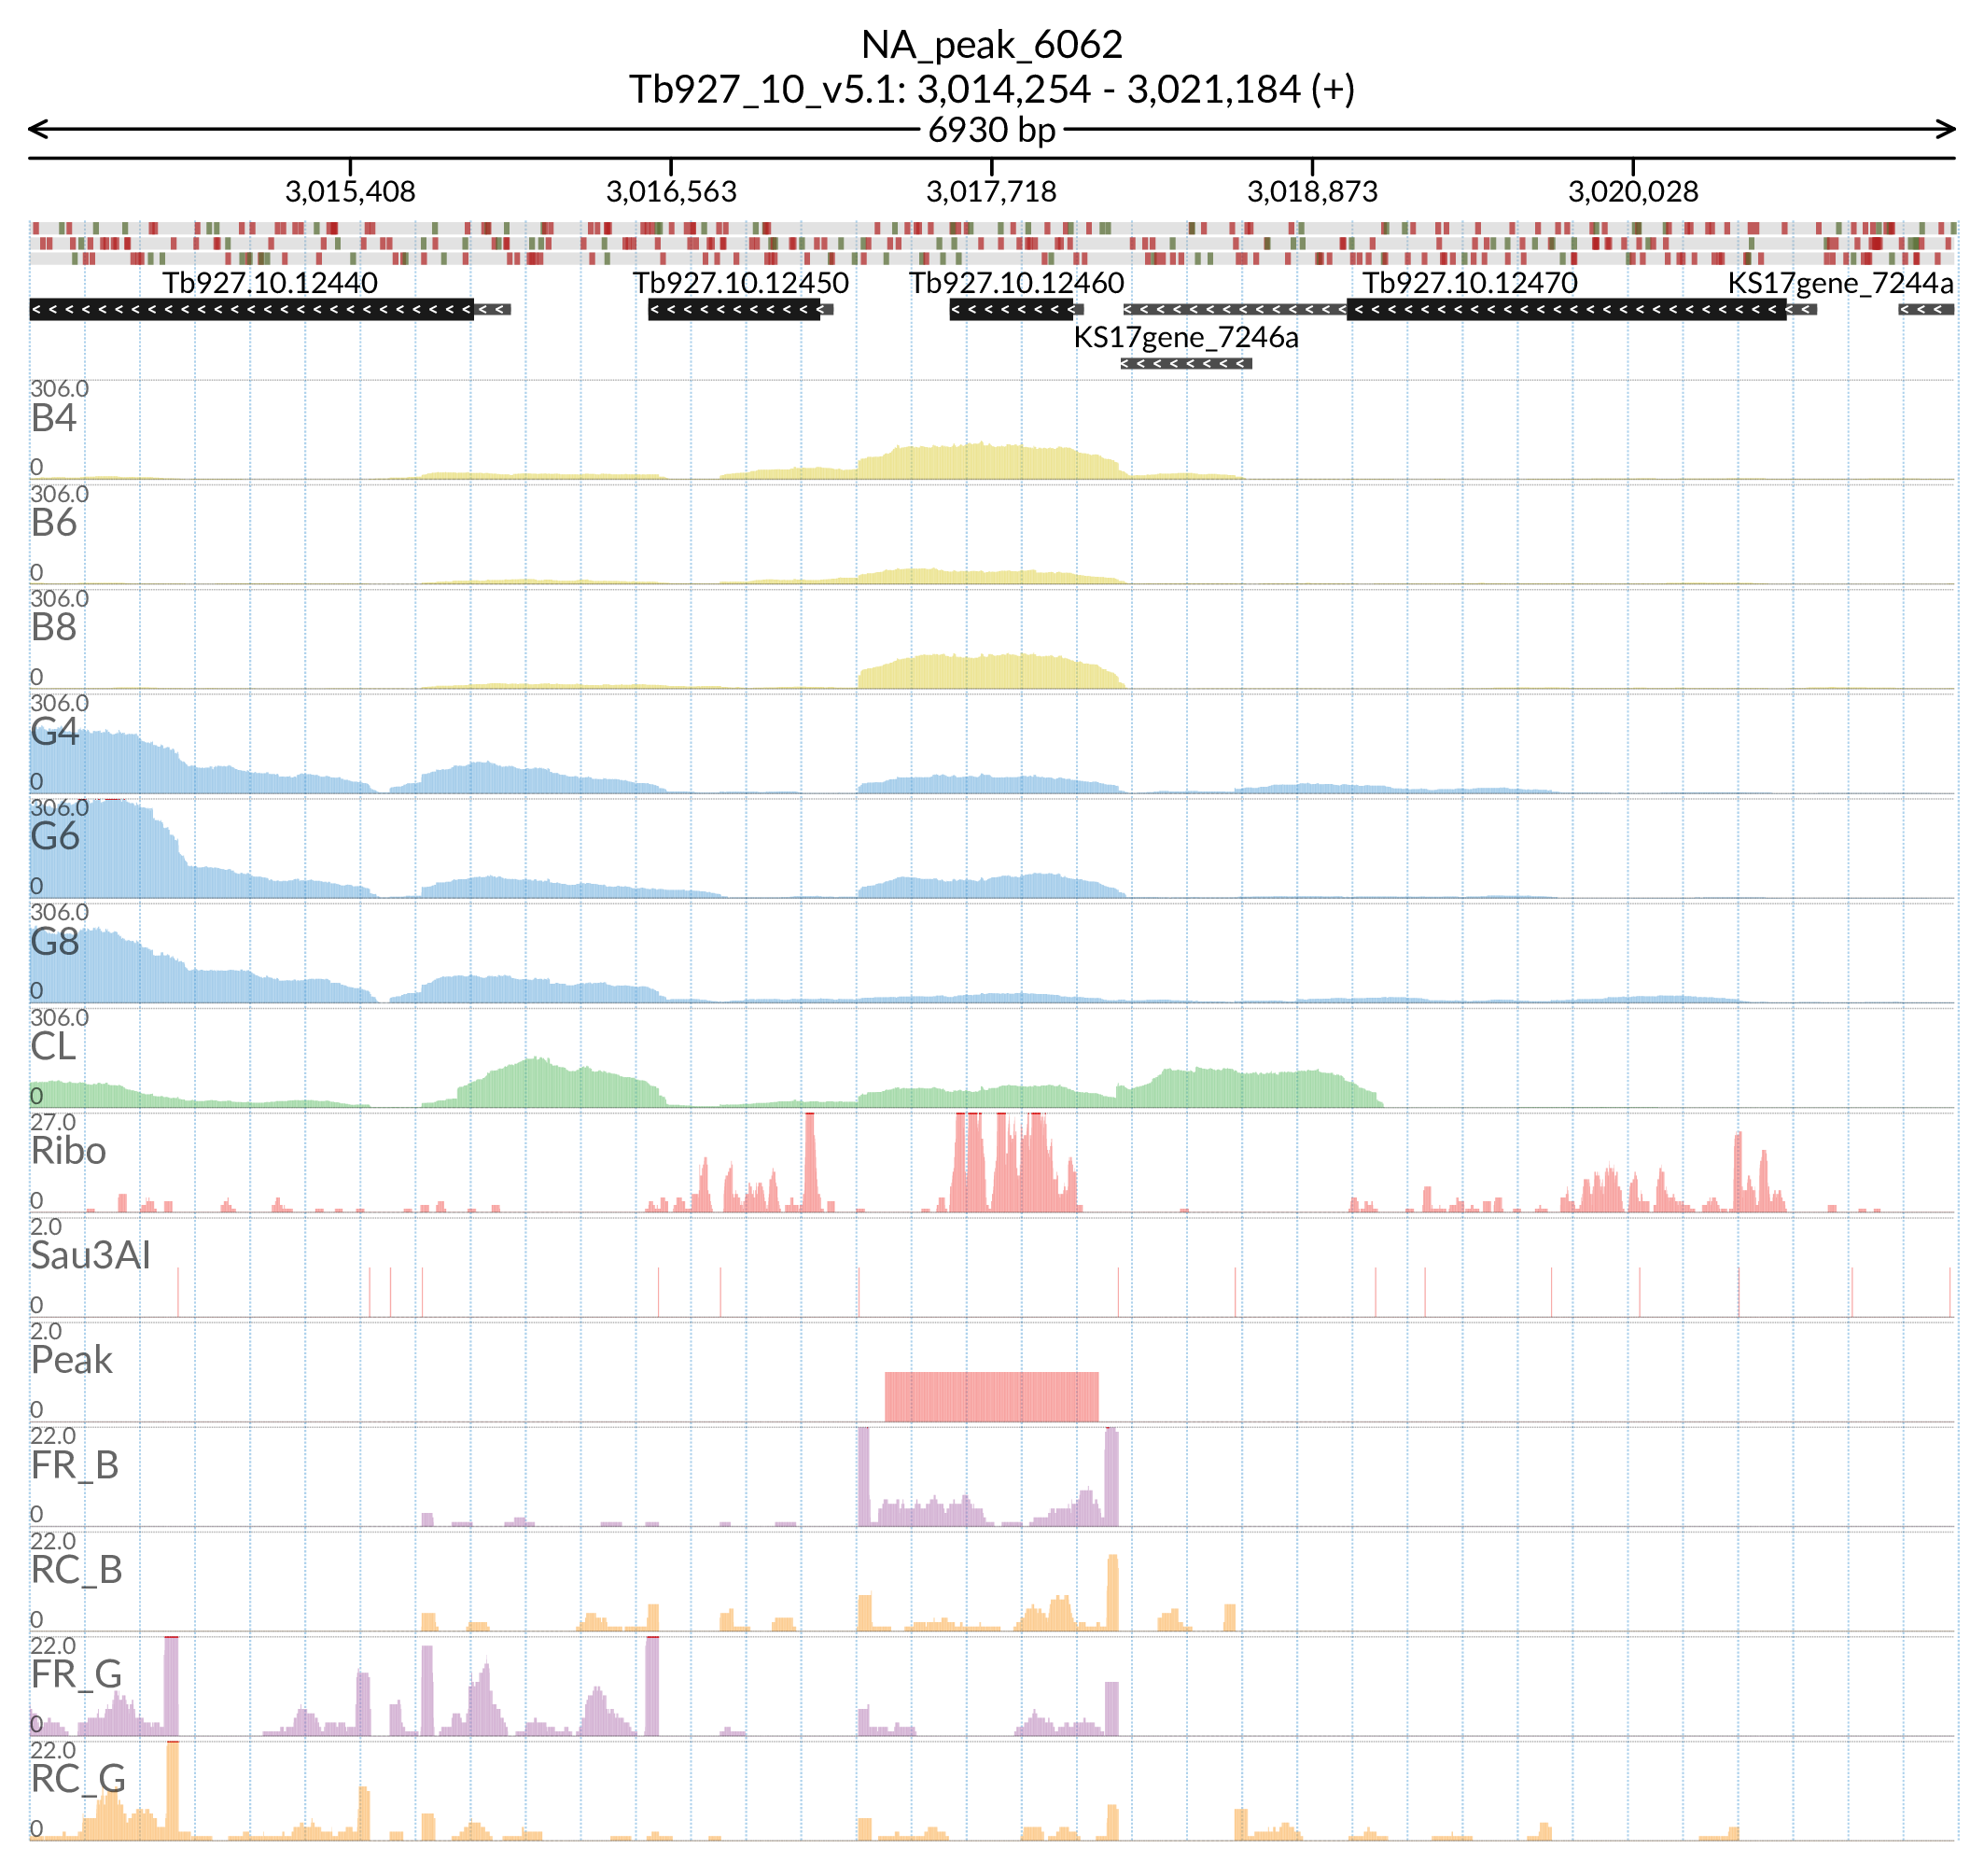 NA_peak_6062
Tb927_10_v5.1: 3,014,254 - 3,021,184 (+)
6930 bp
3,015,408 3,016,563 3,017,718 3,018,873 3,020,028
Tb927.10.12440 Tb927.10.12450 Tb927.10.12460 Tb927.10.12470 KS17gene_7244a
KS17gene_7246a
306.0
B4
0
306.0
B6
0
306.0
B8
0
306.0
G4
0
306.0
G6
0
306.0
G8
0
306.0
CL
0
27.0
Ribo
0
2.0
Sau3AI
0
2.0
Peak
0
22.0
FR_B
0
22.0
RC_B
0
22.0
FR_G
0
22.0
RC_G
0